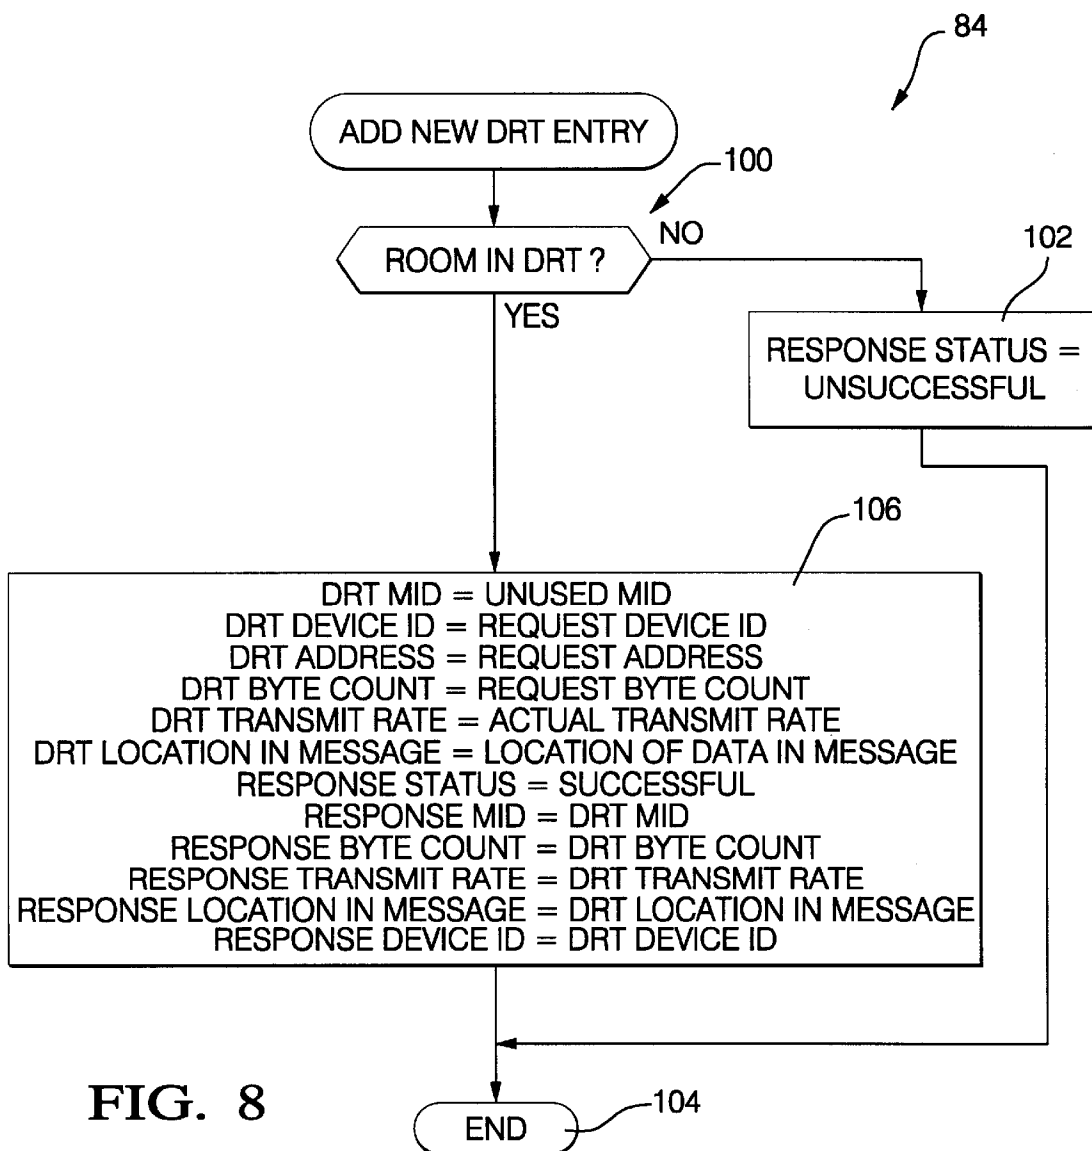 84
ADD NEW DRT ENTRY
100
ROOM IN DRT ?
NO
YES
102
RESPONSE STATUS =
UNSUCCESSFUL
106
DRT MID = UNUSED MID
DRT DEVICE ID = REQUEST DEVICE ID
DRT ADDRESS = REQUEST ADDRESS
DRT BYTE COUNT = REQUEST BYTE COUNT
DRT TRANSMIT RATE = ACTUAL TRANSMIT RATE
DRT LOCATION IN MESSAGE = LOCATION OF DATA IN MESSAGE
RESPONSE STATUS = SUCCESSFUL
RESPONSE MID = DRT MID
RESPONSE BYTE COUNT = DRT BYTE COUNT
RESPONSE TRANSMIT RATE = DRT TRANSMIT RATE
RESPONSE LOCATION IN MESSAGE = DRT LOCATION IN MESSAGE
RESPONSE DEVICE ID = DRT DEVICE ID
FIG. 8
END
104